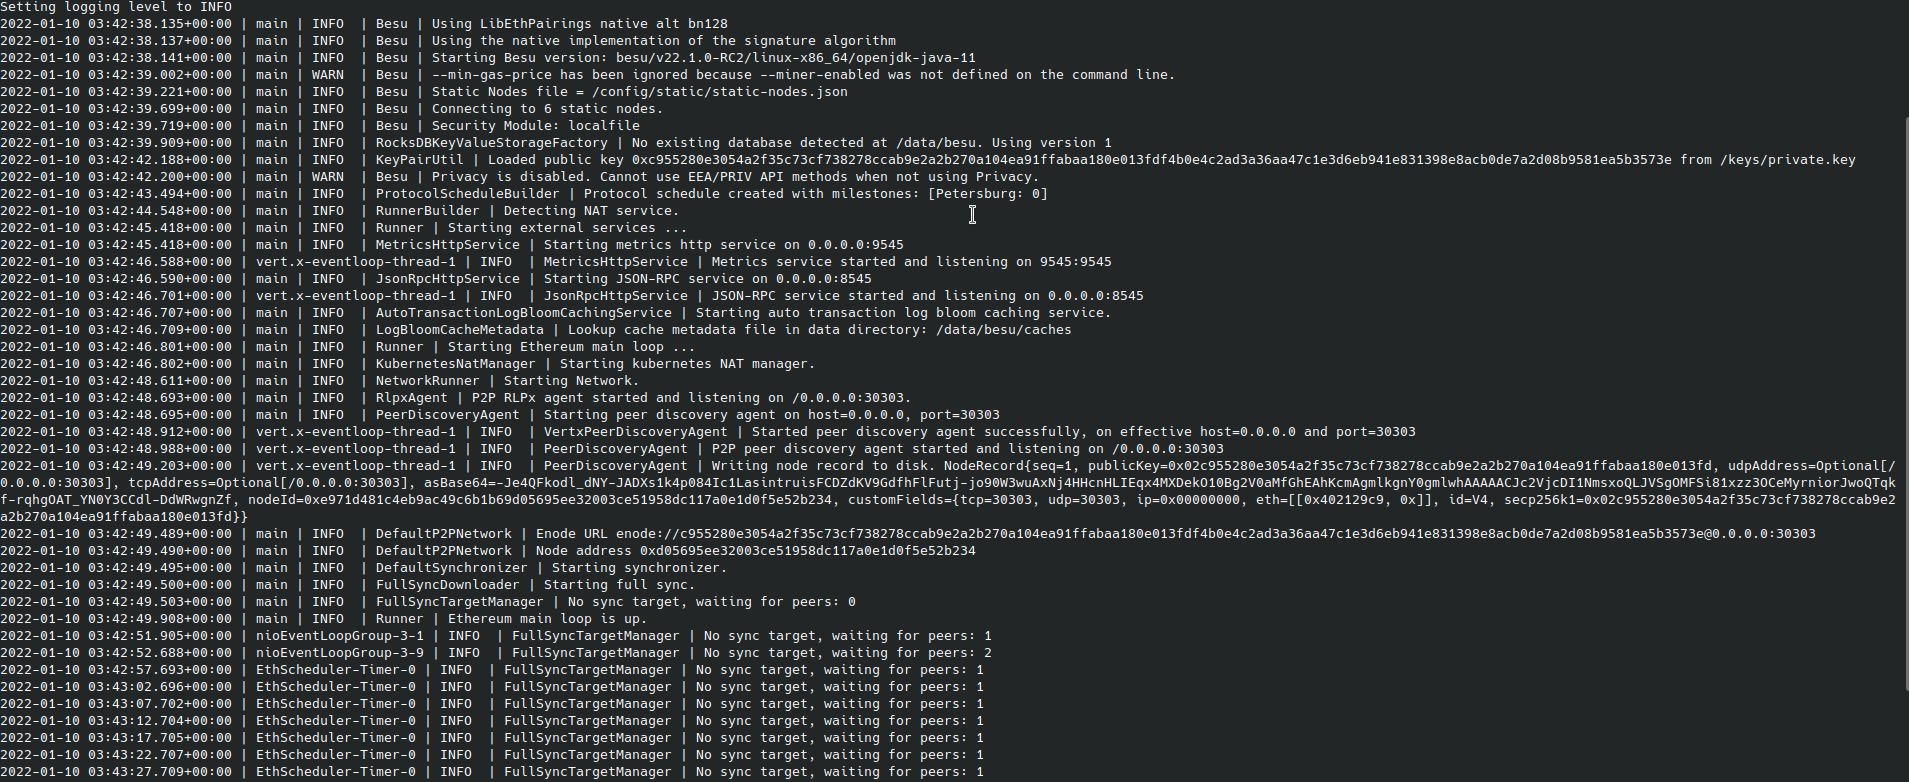 Setting logging level to INFO
2022-01-10 03:42:38.135+00:00 | main | INFO  | Besu | Using LibEthPairings native alt bn128
2022-01-10 03:42:38.137+00:00 | main | INFO  | Besu | Using the native implementation of the signature algorithm
2022-01-10 03:42:38.141+00:00 | main | INFO  | Besu | Starting Besu version: besu/v22.1.0-RC2/linux-x86_64/openjdk-java-11
2022-01-10 03:42:39.002+00:00 | main | WARN  | Besu | --min-gas-price has been ignored because --miner-enabled was not defined on the command line.
2022-01-10 03:42:39.221+00:00 | main | INFO  | Besu | Static Nodes file = /config/static/static-nodes.json
2022-01-10 03:42:39.699+00:00 | main | INFO  | Besu | Connecting to 6 static nodes.
2022-01-10 03:42:39.719+00:00 | main | INFO  | Besu | Security Module: localfile
2022-01-10 03:42:39.909+00:00 | main | INFO  | RocksDBKeyValueStorageFactory | No existing database detected at /data/besu. Using version 1
2022-01-10 03:42:42.188+00:00 | main | INFO  | KeyPairUtil | Loaded public key 0xc955280e3054a2f35c73cf738278ccab9e2a2b270a104ea91ffabaa180e013fdf4b0e4c2ad3a36aa47c1e3d6eb941e831398e8acb0de7a2d08b9581ea5b3573e from /keys/private.key
2022-01-10 03:42:42.200+00:00 | main | WARN  | Besu | Privacy is disabled. Cannot use EEA/PRIV API methods when not using Privacy.
2022-01-10 03:42:43.494+00:00 | main | INFO  | ProtocolScheduleBuilder | Protocol schedule created with milestones: [Petersburg: 0]
2022-01-10 03:42:44.548+00:00 | main | INFO  | RunnerBuilder | Detecting NAT service.
2022-01-10 03:42:45.418+00:00 | main | INFO  | Runner | Starting external services ...
2022-01-10 03:42:45.418+00:00 | main | INFO  | MetricsHttpService | Starting metrics http service on 0.0.0.0:9545
2022-01-10 03:42:46.588+00:00 | vert.x-eventloop-thread-1 | INFO  | MetricsHttpService | Metrics service started and listening on 9545:9545
2022-01-10 03:42:46.590+00:00 | main | INFO  | JsonRpcHttpService | Starting JSON-RPC service on 0.0.0.0:8545
2022-01-10 03:42:46.701+00:00 | vert.x-eventloop-thread-1 | INFO  | JsonRpcHttpService | JSON-RPC service started and listening on 0.0.0.0:8545
2022-01-10 03:42:46.707+00:00 | main | INFO  | AutoTransactionLogBloomCachingService | Starting auto transaction log bloom caching service.
2022-01-10 03:42:46.709+00:00 | main | INFO  | LogBloomCacheMetadata | Lookup cache metadata file in data directory: /data/besu/caches
2022-01-10 03:42:46.801+00:00 | main | INFO  | Runner | Starting Ethereum main loop ...
2022-01-10 03:42:46.802+00:00 | main | INFO  | KubernetesNatManager | Starting kubernetes NAT manager.
2022-01-10 03:42:48.611+00:00 | main | INFO  | NetworkRunner | Starting Network.
2022-01-10 03:42:48.693+00:00 | main | INFO  | RlpxAgent | P2P RLPx agent started and listening on /0.0.0.0:30303.
2022-01-10 03:42:48.695+00:00 | main | INFO  | PeerDiscoveryAgent | Starting peer discovery agent on host=0.0.0.0, port=30303
2022-01-10 03:42:48.912+00:00 | vert.x-eventloop-thread-1 | INFO  | VertxPeerDiscoveryAgent | Started peer discovery agent successfully, on effective host=0.0.0.0 and port=30303
2022-01-10 03:42:48.988+00:00 | vert.x-eventloop-thread-1 | INFO  | PeerDiscoveryAgent | P2P peer discovery agent started and listening on /0.0.0.0:30303
2022-01-10 03:42:49.203+00:00 | vert.x-eventloop-thread-1 | INFO  | PeerDiscoveryAgent | Writing node record to disk. NodeRecord{seq=1, publicKey=0x02c955280e3054a2f35c73cf738278ccab9e2a2b270a104ea91ffabaa180e013fd, udpAddress=Optional[/
0.0.0.0:30303], tcpAddress=Optional[/0.0.0.0:30303], asBase64=-Je4QFkodl_dNY-JADXs1k4p084Ic1LasintruisFCDZdKV9GdfhFlFutj-jo90W3wuAxNj4HHcnHLIEqx4MXDekO10Bg2V0aMfGhEAhKcmAgmlkgnY0gmlwhAAAAACJc2VjcDI1NmsxoQLJVSgOMFSi81xzz3OCeMyrniorJwoQTqk
f-rqhgOAT_YN0Y3CCdl-DdWRwgnZf, nodeId=0xe971d481c4eb9ac49c6b1b69d05695ee32003ce51958dc117a0e1d0f5e52b234, customFields={tcp=30303, udp=30303, ip=0x00000000, eth=[[0x402129c9, 0x]], id=V4, secp256k1=0x02c955280e3054a2f35c73cf738278ccab9e2
a2b270a104ea91ffabaa180e013fd}}
2022-01-10 03:42:49.489+00:00 | main | INFO  | DefaultP2PNetwork | Enode URL enode://c955280e3054a2f35c73cf738278ccab9e2a2b270a104ea91ffabaa180e013fdf4b0e4c2ad3a36aa47c1e3d6eb941e831398e8acb0de7a2d08b9581ea5b3573e@0.0.0.0:30303
2022-01-10 03:42:49.490+00:00 | main | INFO  | DefaultP2PNetwork | Node address 0xd05695ee32003ce51958dc117a0e1d0f5e52b234
2022-01-10 03:42:49.495+00:00 | main | INFO  | DefaultSynchronizer | Starting synchronizer.
2022-01-10 03:42:49.500+00:00 | main | INFO  | FullSyncDownloader | Starting full sync.
2022-01-10 03:42:49.503+00:00 | main | INFO  | FullSyncTargetManager | No sync target, waiting for peers: 0
2022-01-10 03:42:49.908+00:00 | main | INFO  | Runner | Ethereum main loop is up.
2022-01-10 03:42:51.905+00:00 | nioEventLoopGroup-3-1 | INFO  | FullSyncTargetManager | No sync target, waiting for peers: 1
2022-01-10 03:42:52.688+00:00 | nioEventLoopGroup-3-9 | INFO  | FullSyncTargetManager | No sync target, waiting for peers: 2
2022-01-10 03:42:57.693+00:00 | EthScheduler-Timer-0 | INFO  | FullSyncTargetManager | No sync target, waiting for peers: 1
2022-01-10 03:43:02.696+00:00 | EthScheduler-Timer-0 | INFO  | FullSyncTargetManager | No sync target, waiting for peers: 1
2022-01-10 03:43:07.702+00:00 | EthScheduler-Timer-0 | INFO  | FullSyncTargetManager | No sync target, waiting for peers: 1
2022-01-10 03:43:12.704+00:00 | EthScheduler-Timer-0 | INFO  | FullSyncTargetManager | No sync target, waiting for peers: 1
2022-01-10 03:43:17.705+00:00 | EthScheduler-Timer-0 | INFO  | FullSyncTargetManager | No sync target, waiting for peers: 1
2022-01-10 03:43:22.707+00:00 | EthScheduler-Timer-0 | INFO  | FullSyncTargetManager | No sync target, waiting for peers: 1
2022-01-10 03:43:27.709+00:00 | EthScheduler-Timer-0 | INFO  | FullSyncTargetManager | No sync target, waiting for peers: 1